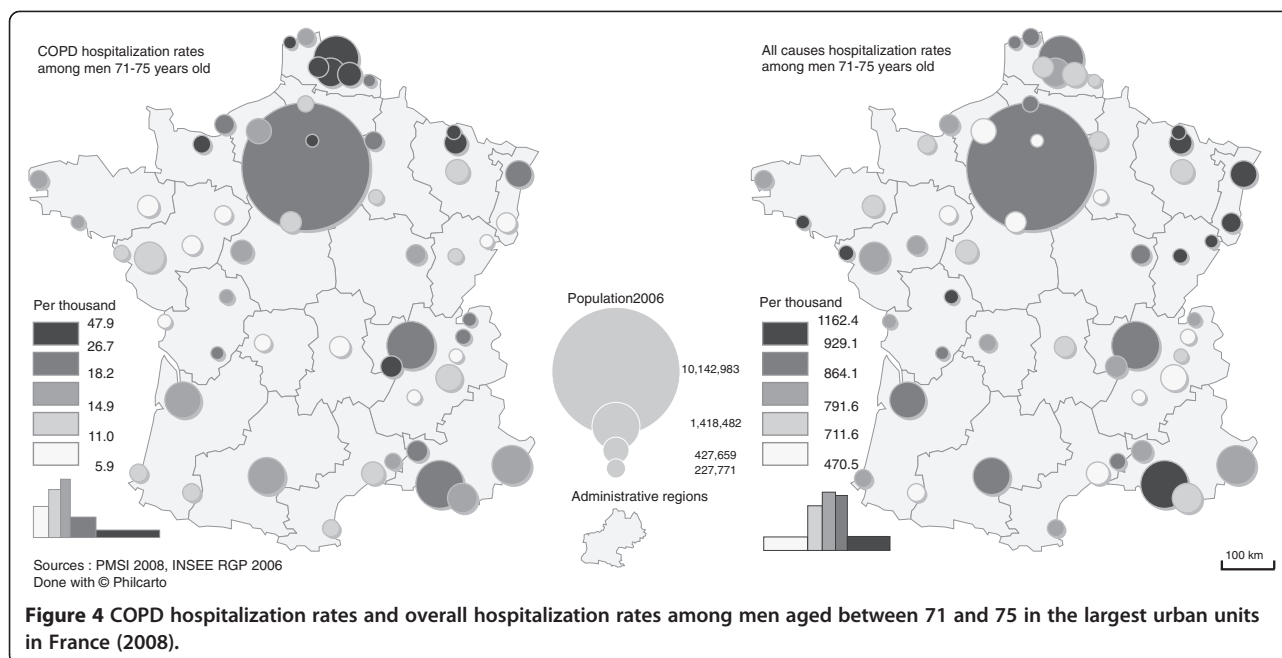 COPD hospitalization rates
among men 71-75 years old
All causes hospitalization rates
among men 71-75 years old
Per thousand
47.9
26.7
18.2
14.9
11.0
5.9
Population2006
10,142,983
1,418,482
427,659
227,771
Administrative regions
Per thousand
1162.4
929.1
864.1
791.6
711.6
470.5
100 km
Sources : PMSI 2008, INSEE RGP 2006
Done with © Philcarto
Figure 4 COPD hospitalization rates and overall hospitalization rates among men aged between 71 and 75 in the largest urban units
in France (2008).